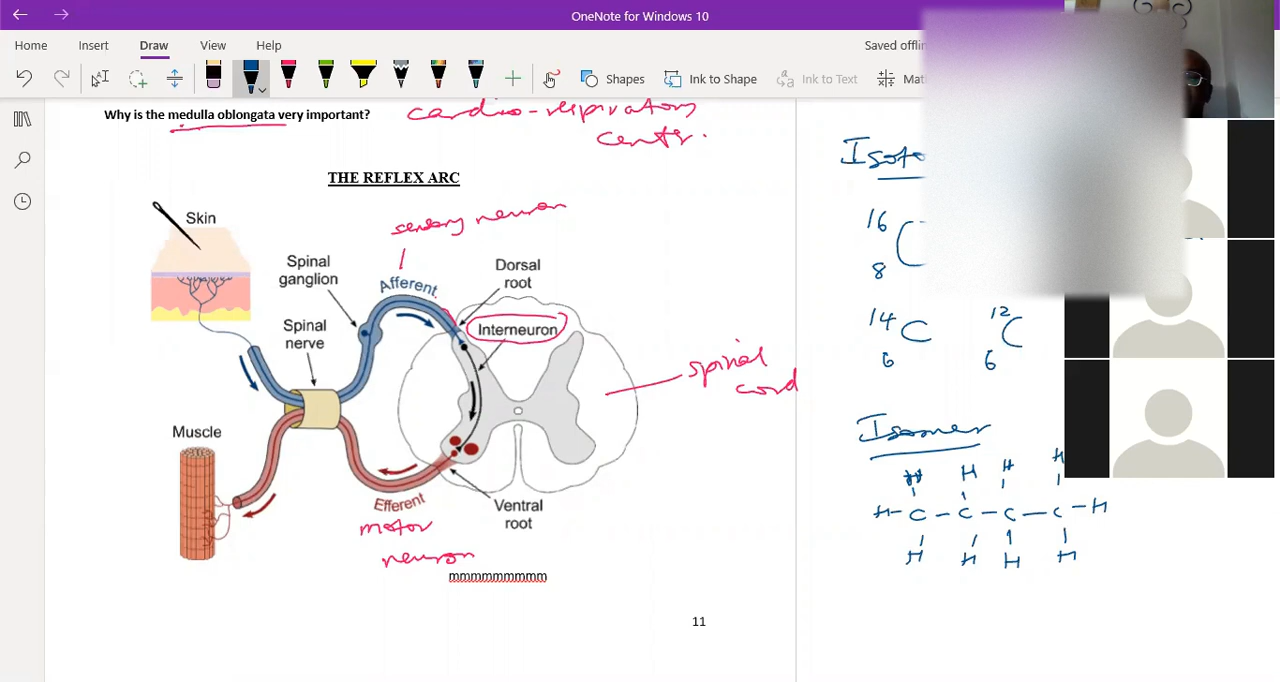 OneNote for Windows 10
Home Insert Draw View Help
Saved offlin
Shapes Ink to Shape Ink to Text Mat
Why is the medulla oblongata very important?
cardio-respiratory
center.
THE REFLEX ARC
Skin
sensory neuron
Spinal
ganglion
Afferent
Dorsal
root
Interneuron
Spinal
nerve
spinal
cord
Muscle
Efferent
Ventral
root
motor
neuron
mmmmmmmmm
11
16
8
14 C
6
12 C
6
Isomer
H H H H
H-C-C-C-C-H
H H H H